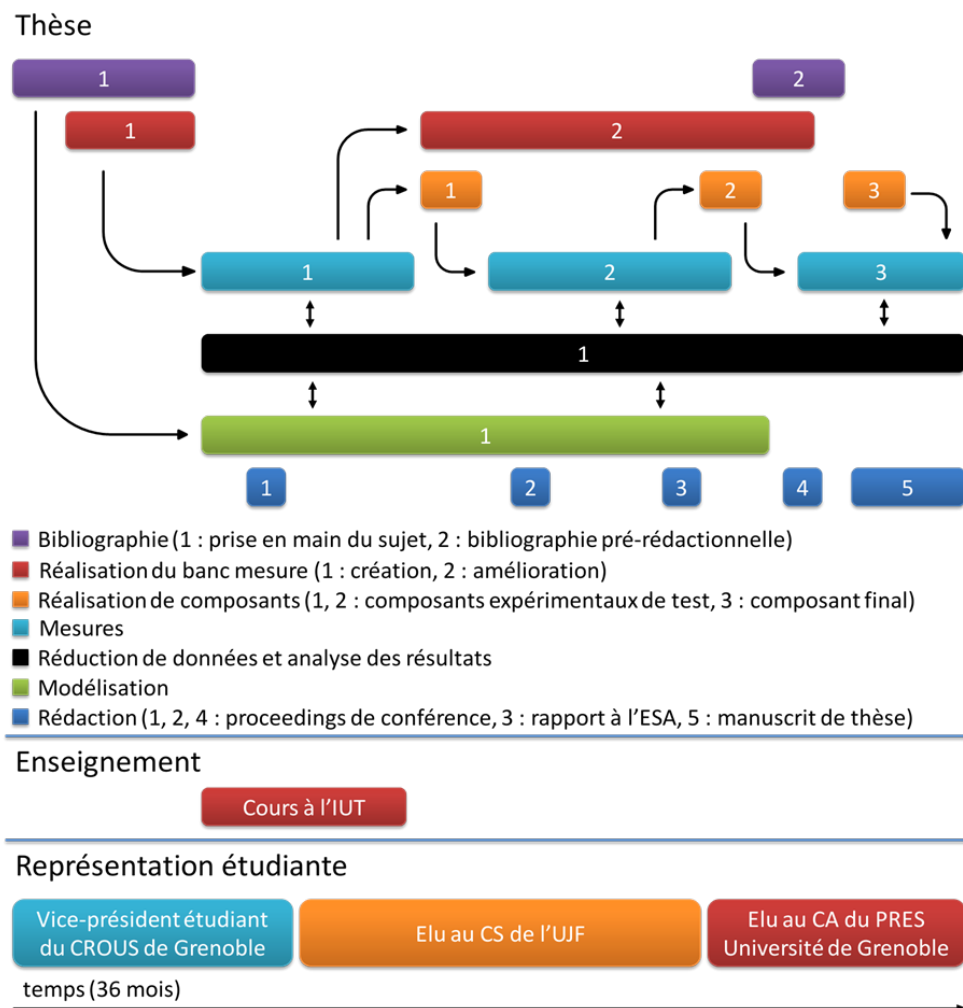 Thèse
1
2
1
2
1
2
3
1
2
3
1
1
1
2
3
4
5
Bibliographie (1 : prise en main du sujet, 2 : bibliographie pré-rédactionnelle)
Réalisation du banc mesure (1 : création, 2 : amélioration)
Réalisation de composants (1, 2 : composants expérimentaux de test, 3 : composant final)
Mesures
Réduction de données et analyse des résultats
Modélisation
Rédaction (1, 2, 4 : proceedings de conférence, 3 : rapport à l'ESA, 5 : manuscrit de thèse)
Enseignement
Cours à l'IUT
Représentation étudiante
Vice-président étudiant
du CROUS de Grenoble
Elu au CS de l'UJF
Elu au CA du PRES
Université de Grenoble
temps (36 mois)